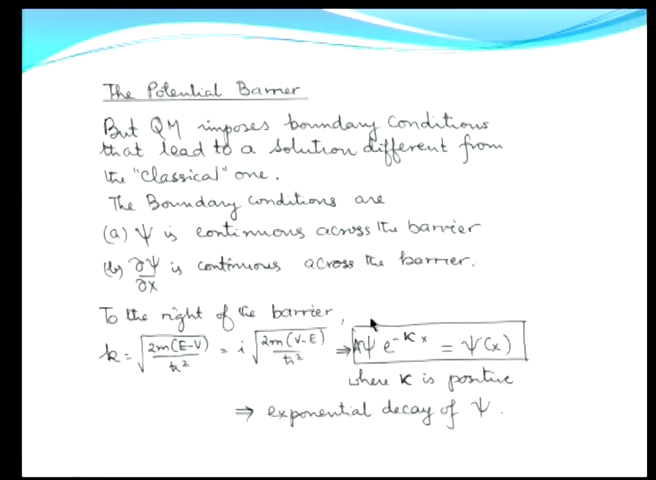 The Potential Barrier
But QM imposes boundary conditions
that lead to a solution different from
the "classical" one.
The Boundary conditions are
(a) Ψ is continuous across the barrier
(b) ∂Ψ/∂x is continuous across the barrier.
To the right of the barrier,
k = √(2m(E-V)/ħ²) = i √(2m(V-E)/ħ²) ⇒ AΨ e^(-κx) = Ψ(x)
where κ is positive
⇒ exponential decay of Ψ.